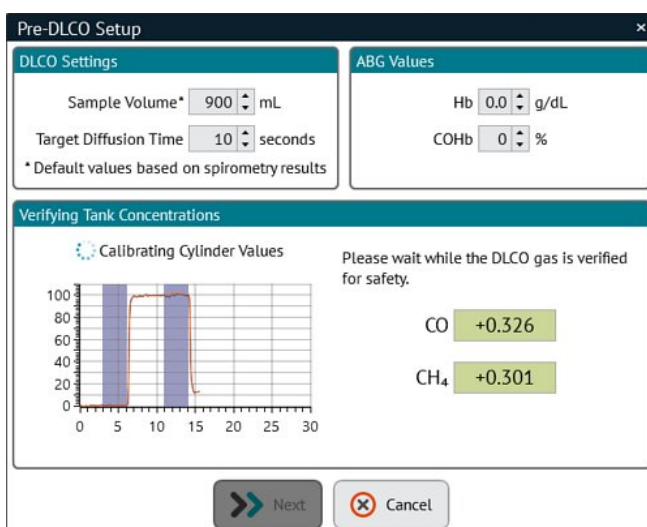 Pre-DLCO Setup
DLCO Settings
Sample Volume* 900 mL
Target Diffusion Time 10 seconds
* Default values based on spirometry results
ABG Values
Hb 0.0 g/dL
COHb 0 %
Verifying Tank Concentrations
Calibrating Cylinder Values
100
80
60
40
20
0
0 5 10 15 20 25 30
Please wait while the DLCO gas is verified
for safety.
CO +0.326
CH₄ +0.301
Next
Cancel